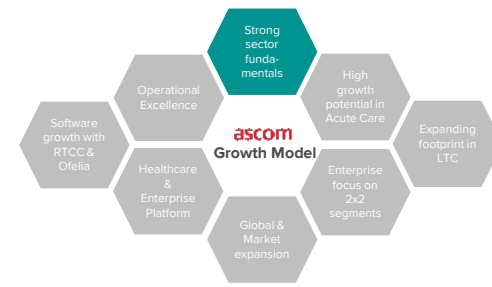 Strong
sector
funda-
mentals
Operational
Excellence
High
growth
potential in
Acute Care
Software
growth with
RTCC &
Ofelia
ascom
Growth Model
Expanding
footprint in
LTC
Healthcare
&
Enterprise
Platform
Enterprise
focus on
2x2
segments
Global &
Market
expansion